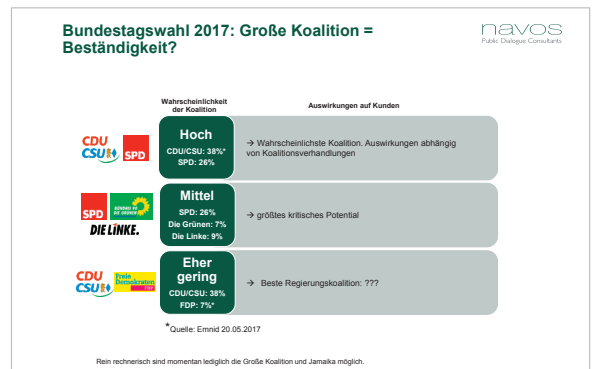 Bundestagswahl 2017: Große Koalition =
Beständigkeit?
navos
Public Dialogue Consultants
Wahrscheinlichkeit
der Koalition
Auswirkungen auf Kunden
CDU
CSU
SPD
Hoch
CDU/CSU: 38%*
SPD: 26%
→ Wahrscheinlichste Koalition. Auswirkungen abhängig
von Koalitionsverhandlungen
SPD
BÜNDNIS 90
DIE GRÜNEN
DIE LINKE.
Mittel
SPD: 26%
Die Grünen: 7%
Die Linke: 9%
→ größtes kritisches Potential
CDU
CSU
Freie
Demokraten
FDP
Eher
gering
CDU/CSU: 38%
FDP: 7%*
→ Beste Regierungskoalition: ???
*Quelle: Emnid 20.05.2017
Rein rechnerisch sind momentan lediglich die Große Koalition und Jamaika möglich.